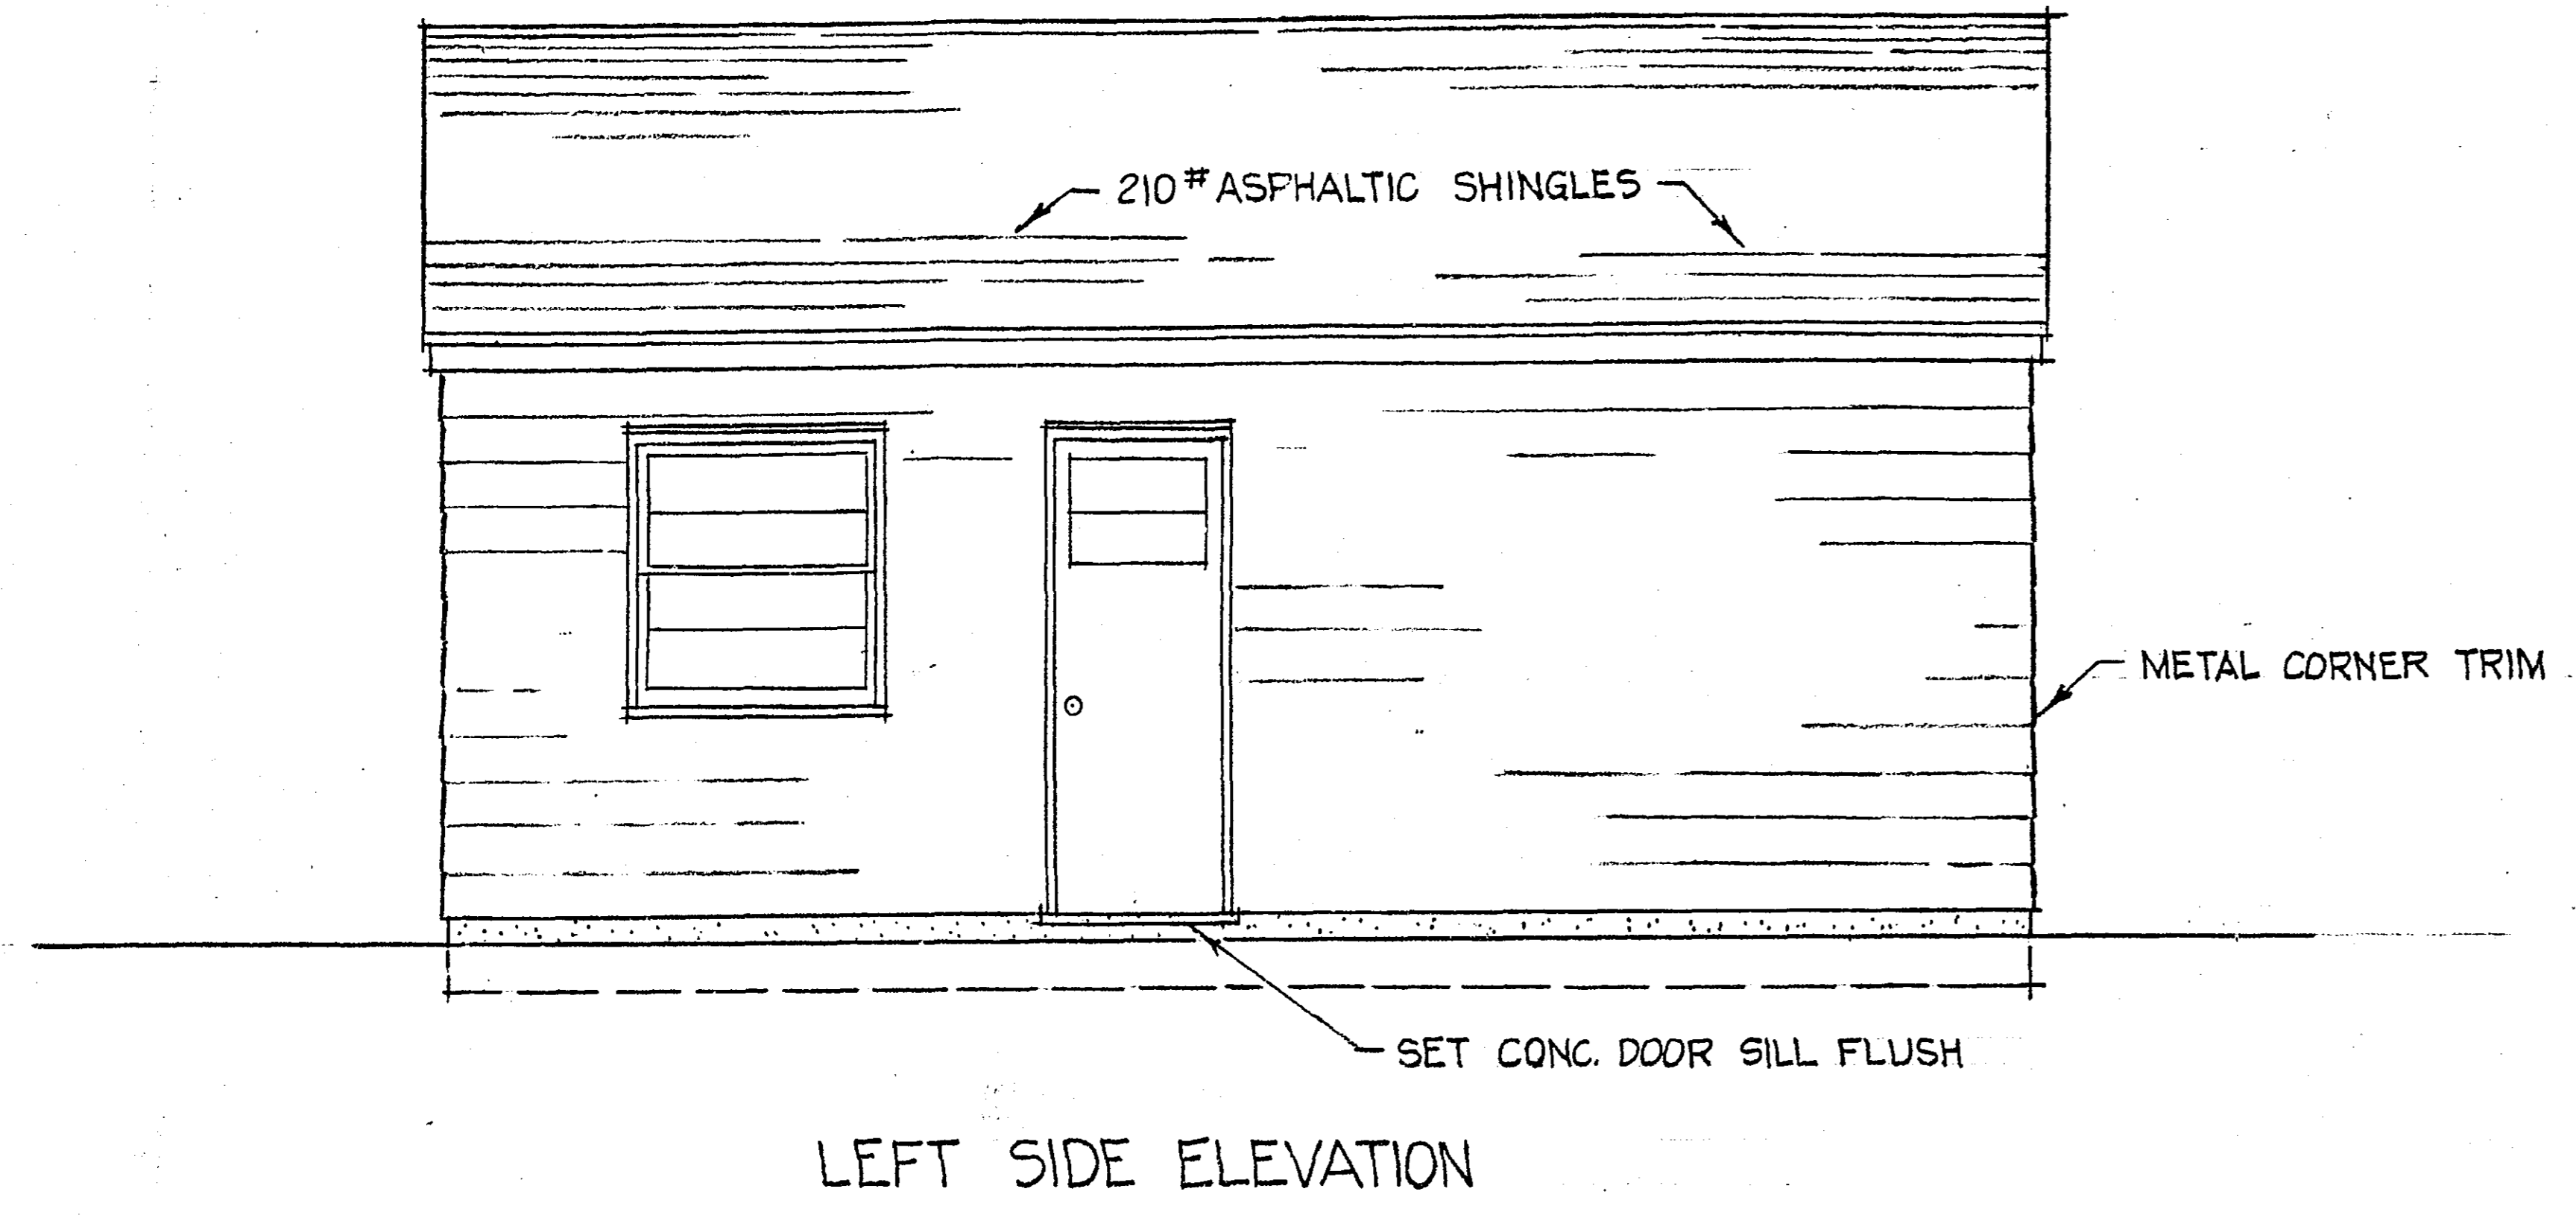 210# ASPHALTIC SHINGLES
METAL CORNER TRIM
SET CONC. DOOR SILL FLUSH
LEFT SIDE ELEVATION